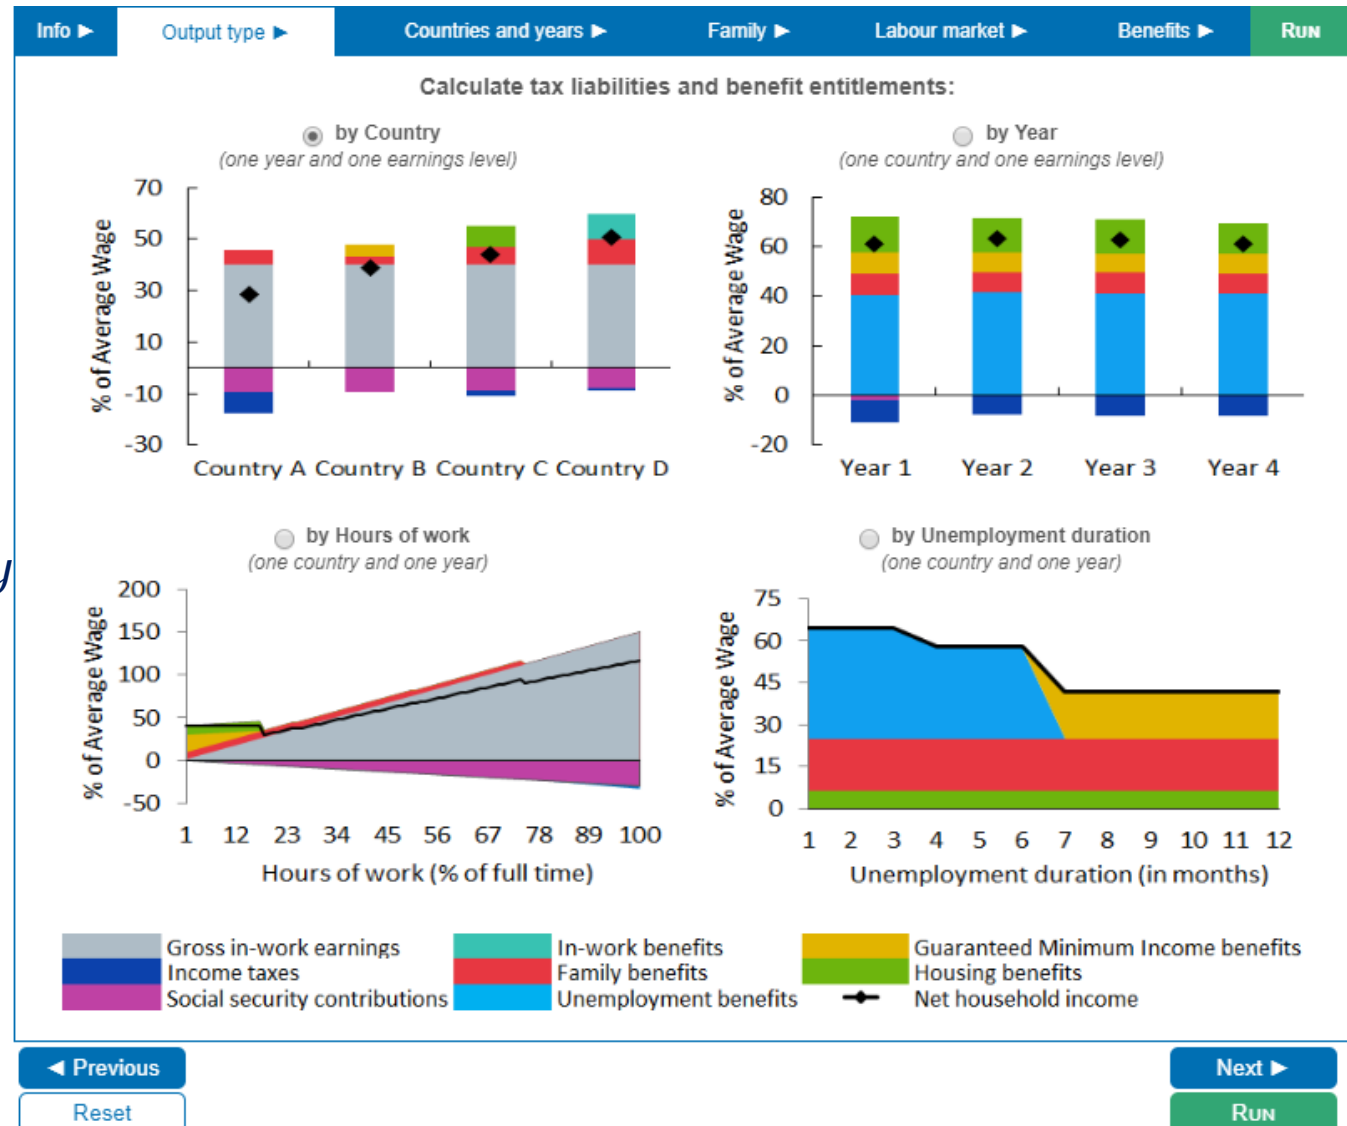 Info ► Output type ► Countries and years ► Family ► Labour market ► Benefits ► RUN
Calculate tax liabilities and benefit entitlements:
by Country
(one year and one earnings level)
70
50
30
10
-10
-30
% of Average Wage
Country A Country B Country C Country D
by Year
(one country and one earnings level)
80
60
40
20
0
-20
% of Average Wage
Year 1 Year 2 Year 3 Year 4
y
by Hours of work
(one country and one year)
200
150
100
50
0
-50
% of Average Wage
1 12 23 34 45 56 67 78 89 100
Hours of work (% of full time)
by Unemployment duration
(one country and one year)
75
60
45
30
15
0
% of Average Wage
1 2 3 4 5 6 7 8 9 10 11 12
Unemployment duration (in months)
Gross in-work earnings In-work benefits Guaranteed Minimum Income benefits
Income taxes Family benefits Housing benefits
Social security contributions Unemployment benefits Net household income
◄ Previous Next ►
Reset RUN